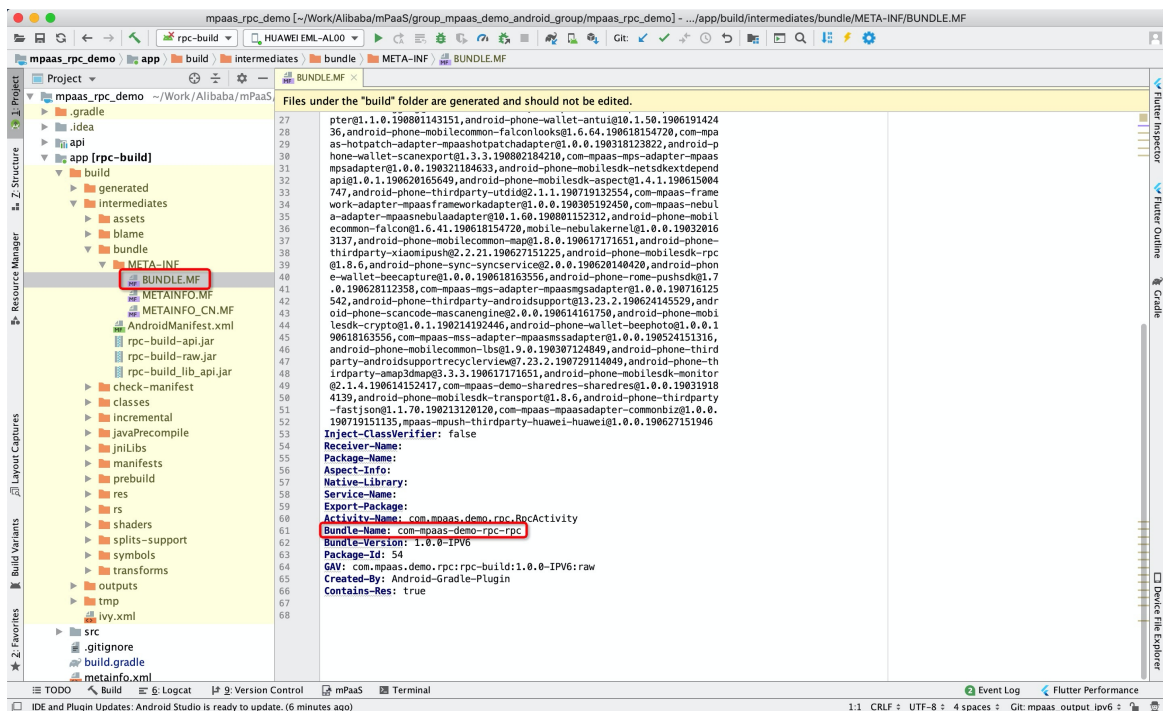 mpaas_rpc_demo [~/Work/Alibaba/mPaaS/group_mpaas_demo_android_group/mpaas_rpc_demo] - .../app/build/intermediates/bundle/META-INF/BUNDLE.MF
rpc-build
HUAWEI EML-AL00
Git:
mpaas_rpc_demo
app
build
intermediates
bundle
META-INF
BUNDLE.MF
Project
BUNDLE.MF
Files under the "build" folder are generated and should not be edited.
1: Project
Z: Structure
Resource Manager
Layout Captures
Build Variants
2: Favorites
mpaas_rpc_demo ~/Work/Alibaba/mPaaS/
.gradle
.idea
api
app [rpc-build]
build
generated
intermediates
assets
blame
bundle
META-INF
BUNDLE.MF
METAINFO.MF
METAINFO_CN.MF
AndroidManifest.xml
rpc-build-api.jar
rpc-build-raw.jar
rpc-build_lib_api.jar
check-manifest
classes
incremental
javaPrecompile
jniLibs
manifests
prebuild
res
rs
shaders
splits-support
symbols
transforms
outputs
tmp
ivy.xml
src
.gitignore
build.gradle
metainfo.xml
27 pter@1.1.0.190801143151,android-phone-wallet-antui@10.1.50.1906191424
28 36,android-phone-mobilecommon-falconlooks@1.6.64.190618154720,com-mpa
29 as-hotpatch-adapter-mpaashotpatchadapter@1.0.0.190318123822,android-p
30 hone-wallet-scanexport@1.3.3.190802184210,com-mpaas-mps-adapter-mpaas
31 mpsadapter@1.0.0.190321184633,android-phone-mobilesdk-netsdkextdepend
32 api@1.0.1.190620165649,android-phone-mobilesdk-aspect@1.4.1.190615004
33 747,android-phone-thirdparty-utdid@2.1.1.190719132554,com-mpaas-frame
34 work-adapter-mpaasframeworkadapter@1.0.0.190305192450,com-mpaas-nebul
35 a-adapter-mpaasnebulaadapter@10.1.60.190801152312,android-phone-mobil
36 ecommon-falcon@1.6.41.190618154720,mobile-nebulakernel@1.0.0.19032016
37 3137,android-phone-mobilecommon-map@1.8.0.190617171651,android-phone-
38 thirdparty-xiaomipush@2.2.21.190627151225,android-phone-mobilesdk-rpc
39 @1.8.6,android-phone-sync-syncservice@2.0.0.190620140420,android-phon
40 e-wallet-beecapture@1.0.0.190618163556,android-phone-rome-pushsdk@1.7
41 .0.190628112358,com-mpaas-mgs-adapter-mpaasmgsadapter@1.0.0.190716125
42 542,android-phone-thirdparty-androidsupport@13.23.2.190624145529,andr
43 oid-phone-scancode-mascanengine@2.0.0.190614161750,android-phone-mobi
44 lesdk-crypto@1.0.1.190214192446,android-phone-wallet-beephoto@1.0.0.1
45 90618163556,com-mpaas-mss-adapter-mpaasmssadapter@1.0.0.190524151316,
46 android-phone-mobilecommon-lbs@1.9.0.190307124849,android-phone-third
47 party-androidsupportrecyclerview@7.23.2.190729114049,android-phone-th
48 irdparty-amap3dmap@3.3.3.190617171651,android-phone-mobilesdk-monitor
49 @2.1.4.190614152417,com-mpaas-demo-sharedres-sharedres@1.0.0.19031918
50 4139,android-phone-mobilesdk-transport@1.8.6,android-phone-thirdparty
51 -fastjson@1.1.70.190213120120,com-mpaas-mpaasadapter-commonbiz@1.0.0.
52 190719151135,mpaas-mpush-thirdparty-huawei-huawei@1.0.0.190627151946
53 Inject-ClassVerifier: false
54 Receiver-Name:
55 Package-Name:
56 Aspect-Info:
57 Native-Library:
58 Service-Name:
59 Export-Package:
60 Activity-Name: com.mpaas.demo.rpc.RpcActivity
61 Bundle-Name: com-mpaas-demo-rpc-rpc
62 Bundle-Version: 1.0.0-IPV6
63 Package-Id: 54
64 GAV: com.mpaas.demo.rpc:rpc-build:1.0.0-IPV6:raw
65 Created-By: Android-Gradle-Plugin
66 Contains-Res: true
67
68
Flutter Inspector
Flutter Outline
Gradle
Device File Explorer
TODO
Build
6: Logcat
9: Version Control
mPaaS
Terminal
2 Event Log
Flutter Performance
IDE and Plugin Updates: Android Studio is ready to update. (6 minutes ago)
1:1 CRLF UTF-8 4 spaces Git: mpaas_output_ipv6